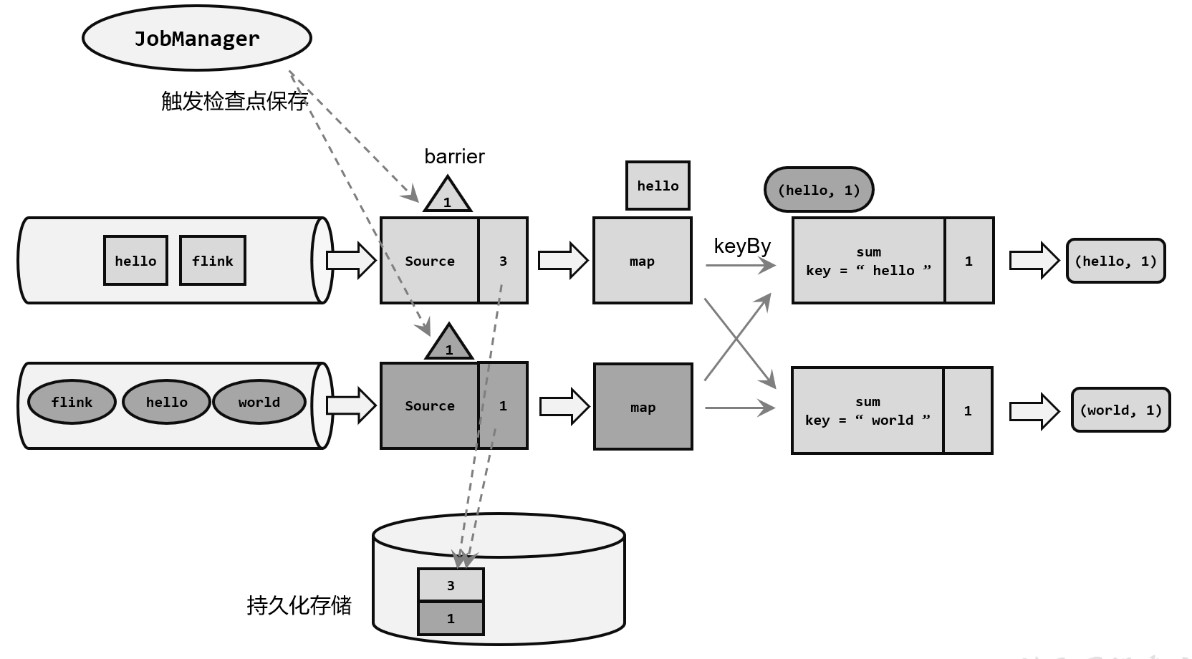 JobManager
触发检查点保存
barrier
1
hello
(hello, 1)
hello
flink
Source
3
map
keyBy
sum
key = “ hello ”
1
(hello, 1)
1
flink
hello
world
Source
1
map
sum
key = “ world ”
1
(world, 1)
持久化存储
3
1